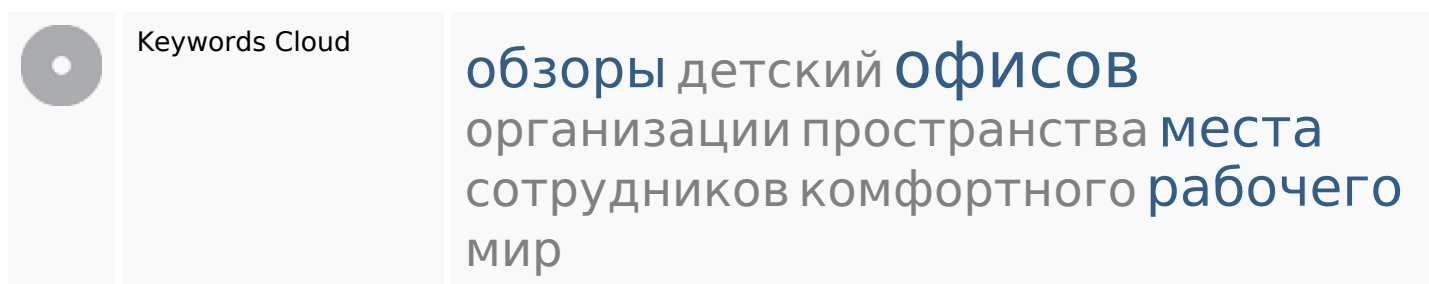 Keywords Cloud
обзоры детский офисов
организации пространства места
сотрудников комфортного рабочего
мир